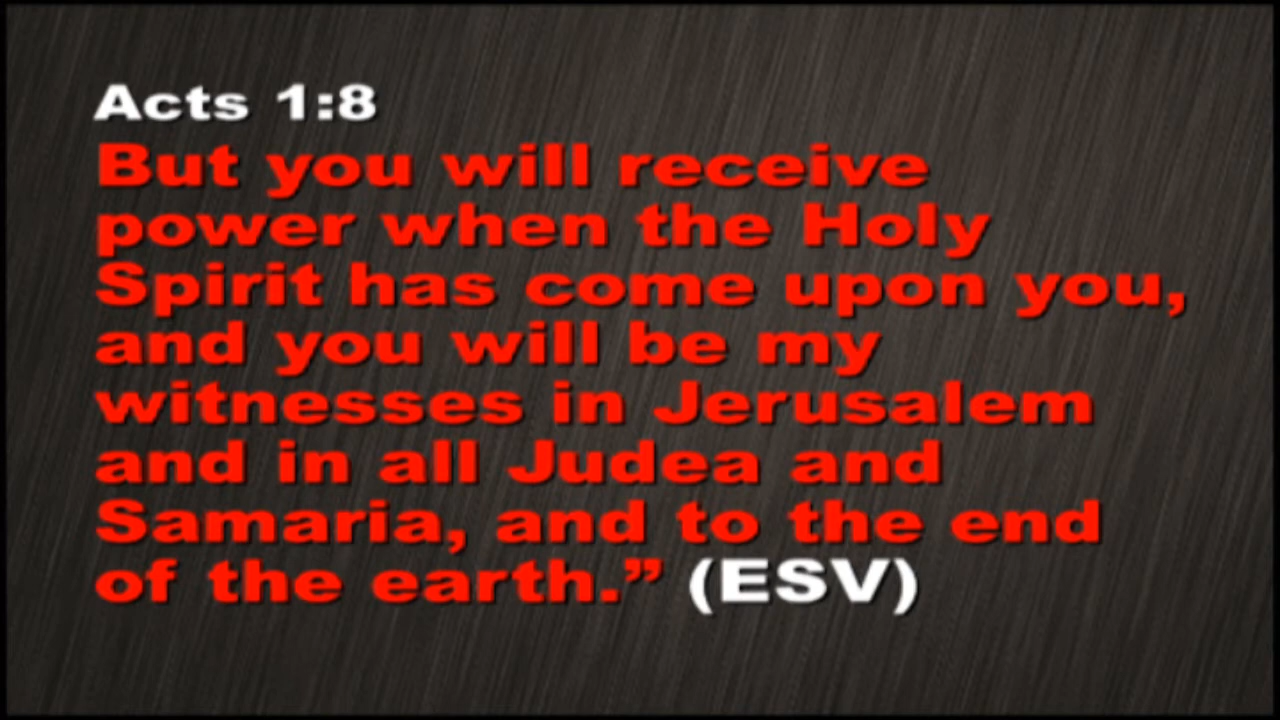 Acts 1:8
But you will receive
power when the Holy
Spirit has come upon you,
and you will be my
witnesses in Jerusalem
and in all Judea and
Samaria, and to the end
of the earth.” (ESV)